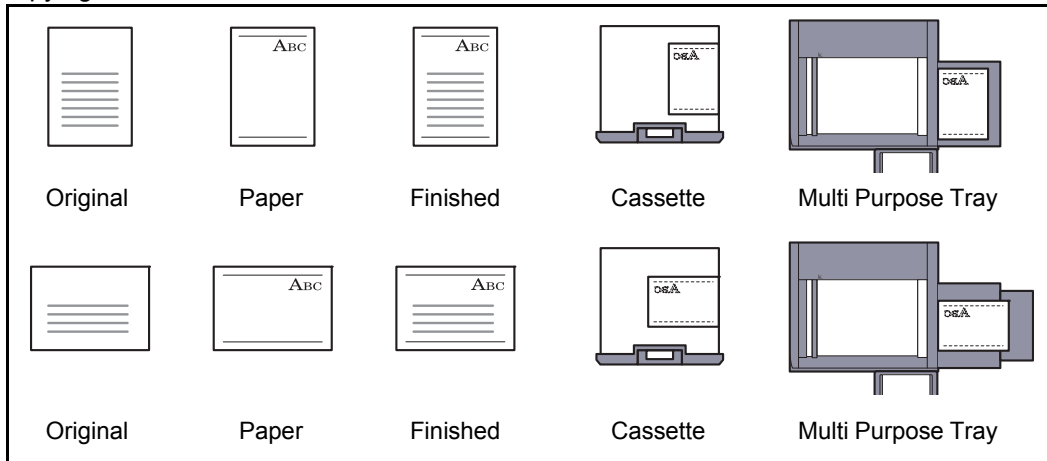 ABC ABC ABC ABC
Original Paper Finished Cassette Multi Purpose Tray
ABC ABC ABC ABC
Original Paper Finished Cassette Multi Purpose Tray